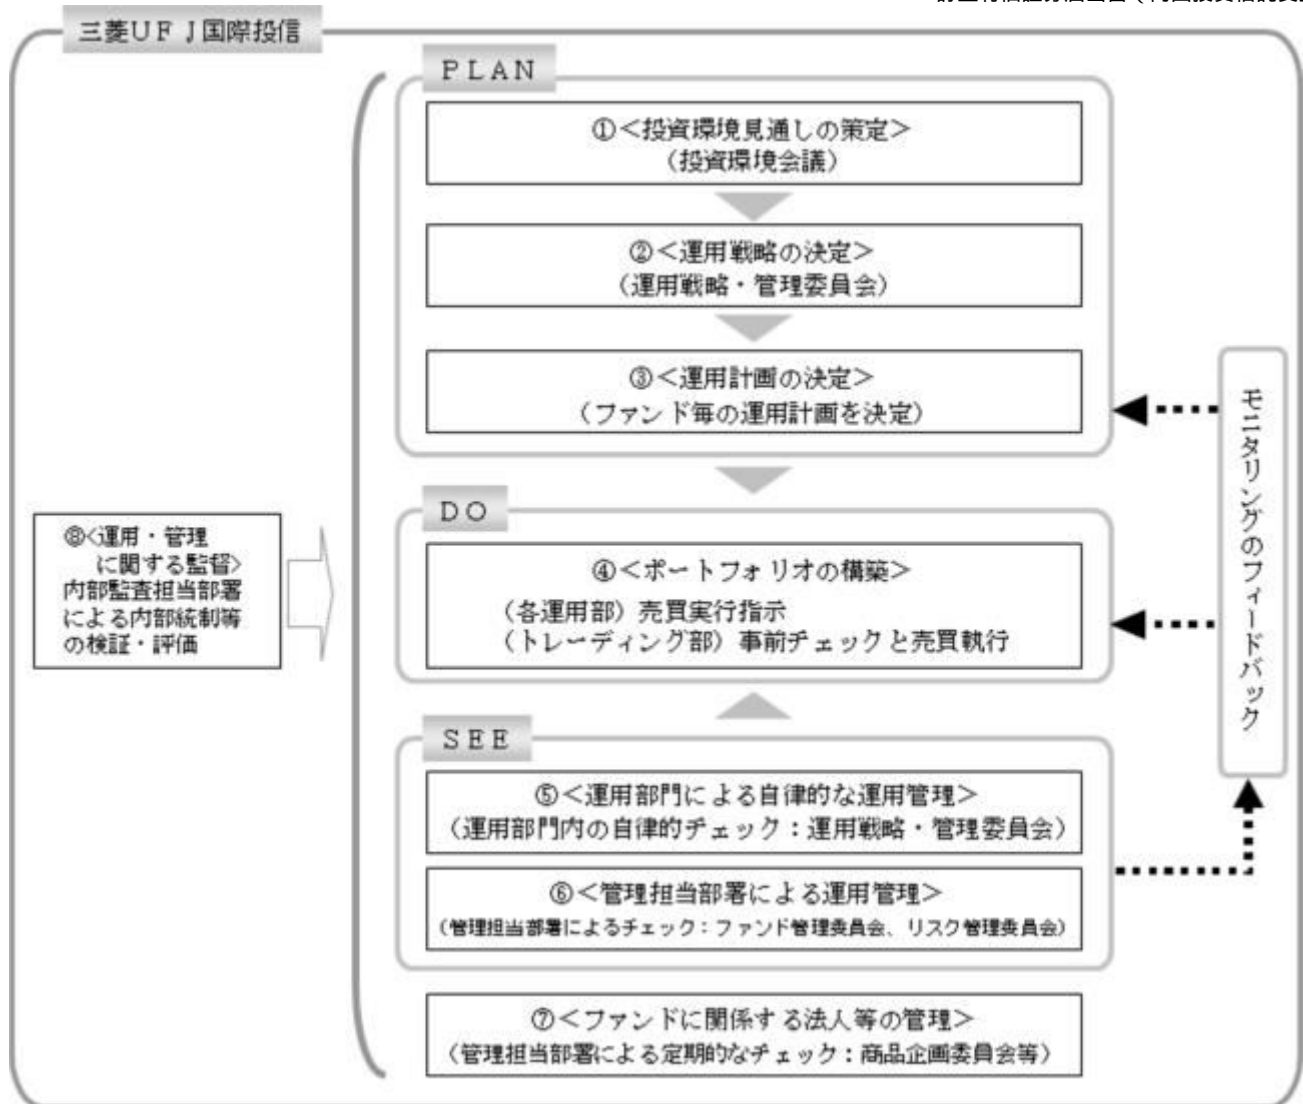 三菱UFJ国際投信
PLAN
①<投資環境見通しの策定>
(投資環境会議)
②<運用戦略の決定>
(運用戦略・管理委員会)
③<運用計画の決定>
(ファンド毎の運用計画を決定)
DO
④<ポートフォリオの構築>
(各運用部)売買実行指示
(トレーディング部)事前チェックと売買執行
SEE
⑤<運用部門による自律的な運用管理>
(運用部門内の自律的チェック:運用戦略・管理委員会)
⑥<管理担当部署による運用管理>
(管理担当部署によるチェック:ファンド管理委員会、リスク管理委員会)
⑦<ファンドに関係する法人等の管理>
(管理担当部署による定期的なチェック:商品企画委員会等)
⑧<運用・管理
に関する監督>
内部監査担当部署
による内部統制等
の検証・評価
モニタリングのフィードバック